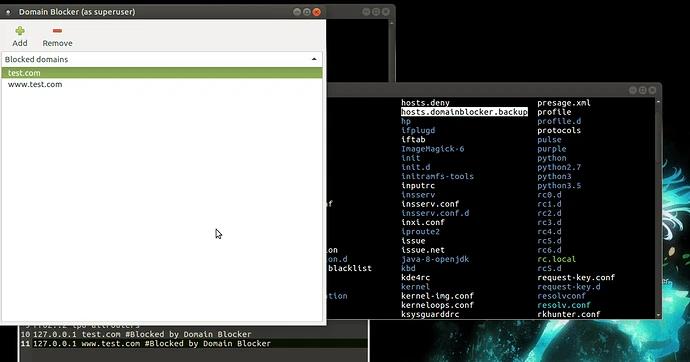 Domain Blocker (as superuser)
Add Remove
Blocked domains
test.com
www.test.com
hosts.deny presage.xml
hosts.domainblocker.backup profile
hp profile.d
ifplugd protocols
iftab pulse
ImageMagick-6 purple
init python
init.d python2.7
initramfs-tools python3
inputrc python3.5
insserv rc0.d
insserv.conf rc1.d
insserv.conf.d rc2.d
inxi.conf rc3.d
iproute2 rc4.d
issue rc5.d
issue.net rc6.d
java-8-openjdk rc.local
blacklist kbd rcS.d
kde4rc request-key.conf
kernel request-key.d
kernel-img.conf resolvconf
kerneloops.conf resolv.conf
ksysguarddrc rkhunter.conf
10 127.0.0.1 test.com #Blocked by Domain Blocker
11 127.0.0.1 www.test.com #Blocked by Domain Blocker